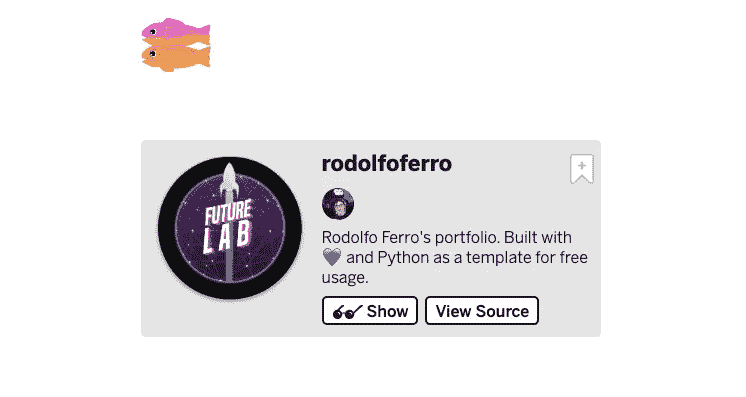 rodolfoferro
FUTURE
LAB
Rodolfo Ferro's portfolio. Built with
🖤 and Python as a template for free
usage.
Show
View Source